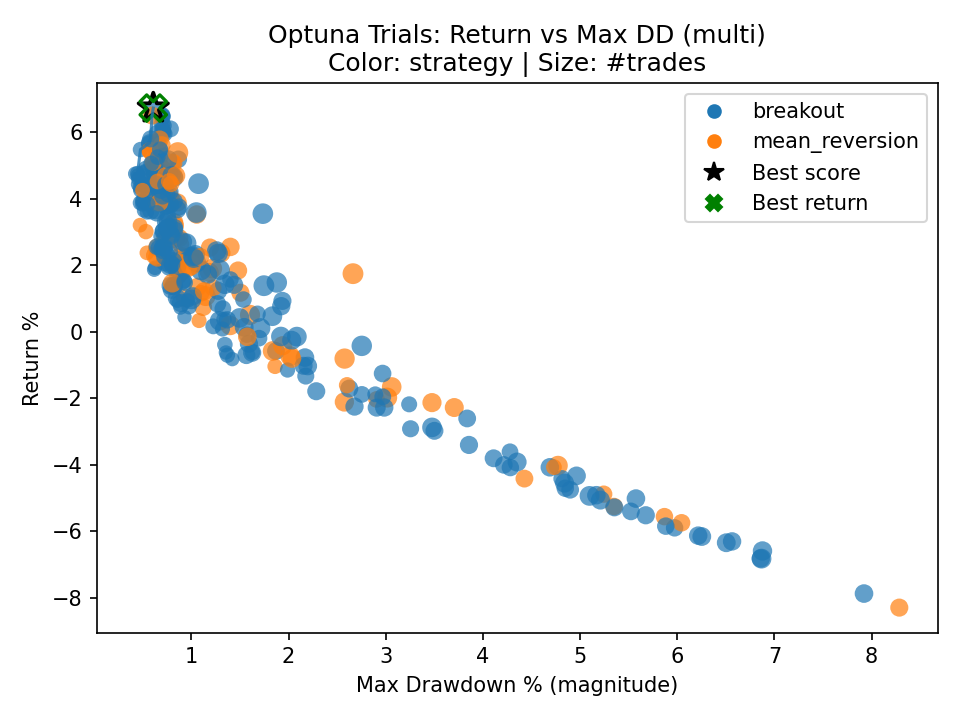 Optuna Trials: Return vs Max DD (multi)
Color: strategy | Size: #trades
breakout
mean_reversion
Best score
Best return
Return %
6
4
2
0
−2
−4
−6
−8
1 2 3 4 5 6 7 8
Max Drawdown % (magnitude)